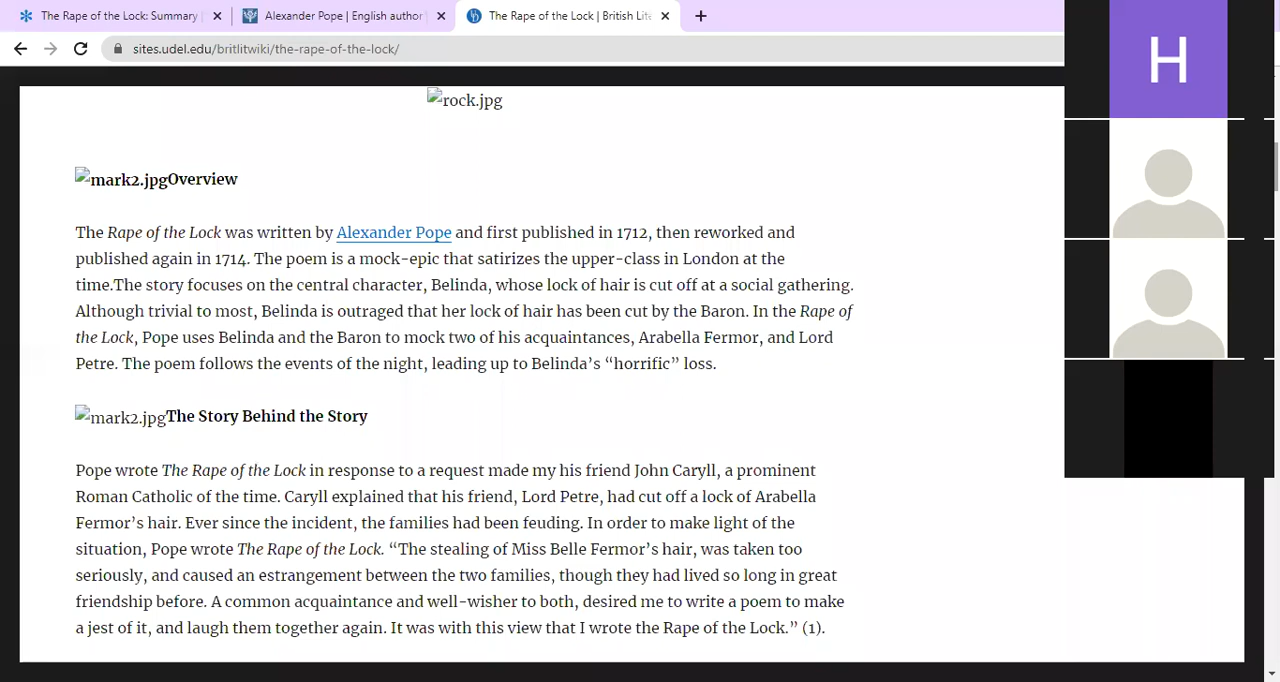 The Rape of the Lock: Summary
Alexander Pope | English author
The Rape of the Lock | British Lite
sites.udel.edu/britlitwiki/the-rape-of-the-lock/
H
rock.jpg
mark2.jpgOverview
The Rape of the Lock was written by Alexander Pope and first published in 1712, then reworked and
published again in 1714. The poem is a mock-epic that satirizes the upper-class in London at the
time.The story focuses on the central character, Belinda, whose lock of hair is cut off at a social gathering.
Although trivial to most, Belinda is outraged that her lock of hair has been cut by the Baron. In the Rape of
the Lock, Pope uses Belinda and the Baron to mock two of his acquaintances, Arabella Fermor, and Lord
Petre. The poem follows the events of the night, leading up to Belinda’s “horrific” loss.
mark2.jpgThe Story Behind the Story
Pope wrote The Rape of the Lock in response to a request made my his friend John Caryll, a prominent
Roman Catholic of the time. Caryll explained that his friend, Lord Petre, had cut off a lock of Arabella
Fermor’s hair. Ever since the incident, the families had been feuding. In order to make light of the
situation, Pope wrote The Rape of the Lock. “The stealing of Miss Belle Fermor’s hair, was taken too
seriously, and caused an estrangement between the two families, though they had lived so long in great
friendship before. A common acquaintance and well-wisher to both, desired me to write a poem to make
a jest of it, and laugh them together again. It was with this view that I wrote the Rape of the Lock.” (1).